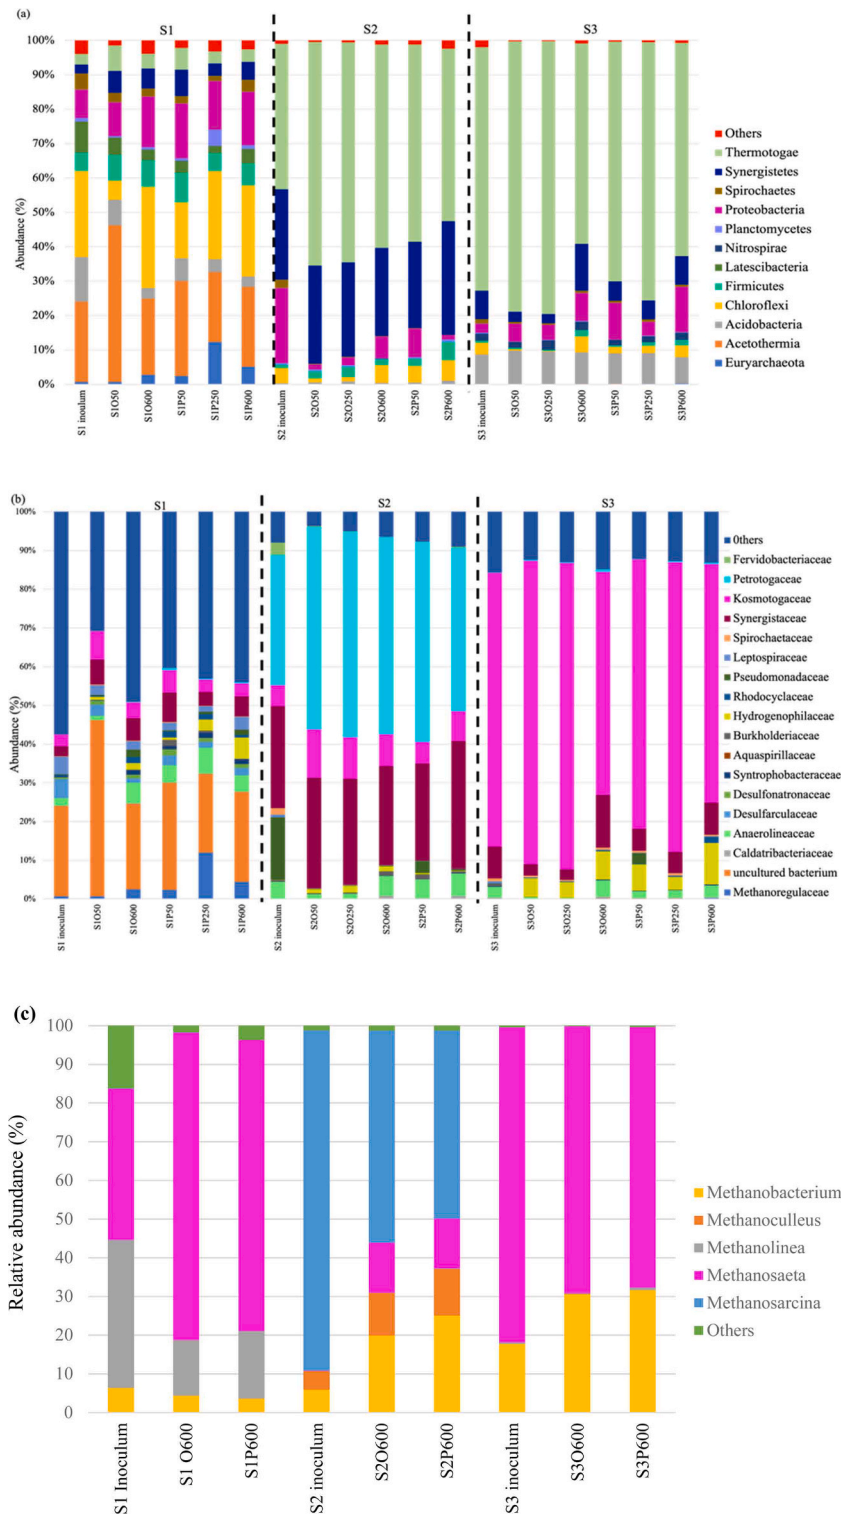 (a)
S1 S2 S3
100%
90%
80%
70%
60%
50%
40%
30%
20%
10%
0%
Abundance (%)
S1 inoculum
S1O50
S1O600
S1P50
S1P250
S1P600
S2 inoculum
S2O50
S2O250
S2O600
S2P50
S2P600
S3 inoculum
S3O50
S3O250
S3O600
S3P50
S3P250
S3P600
Others
Thermotogae
Synergistetes
Spirochaetes
Proteobacteria
Planctomycetes
Nitrospirae
Latescibacteria
Firmicutes
Chloroflexi
Acidobacteria
Acetothermia
Euryarchaeota
(b)
S1 S2 S3
100%
90%
80%
70%
60%
50%
40%
30%
20%
10%
0%
Abundance (%)
S1 inoculum
S1O50
S1O600
S1P50
S1P250
S1P600
S2 inoculum
S2O50
S2O250
S2O600
S2P50
S2P600
S3 inoculum
S3O50
S3O250
S3O600
S3P50
S3P250
S3P600
0thers
Fervidobacteriaceae
Petrotogaceae
Kosmotogaceae
Synergistaceae
Spirochaetaceae
Leptospiraceae
Pseudomonadaceae
Rhodocyclaceae
Hydrogenophilaceae
Burkholderiaceae
Aquaspirillaceae
Syntrophobacteraceae
Desulfonatronaceae
Desulfarculaceae
Anaerolineaceae
Caldatribacteriaceae
uncultured bacterium
Methanoregulaceae
(c)
100
90
80
70
60
50
40
30
20
10
0
Relative abundance (%)
S1 Inoculum
S1 O600
S1P600
S2 inoculum
S2O600
S2P600
S3 inoculum
S3O600
S3P600
Methanobacterium
Methanoculleus
Methanolinea
Methanosaeta
Methanosarcina
Others